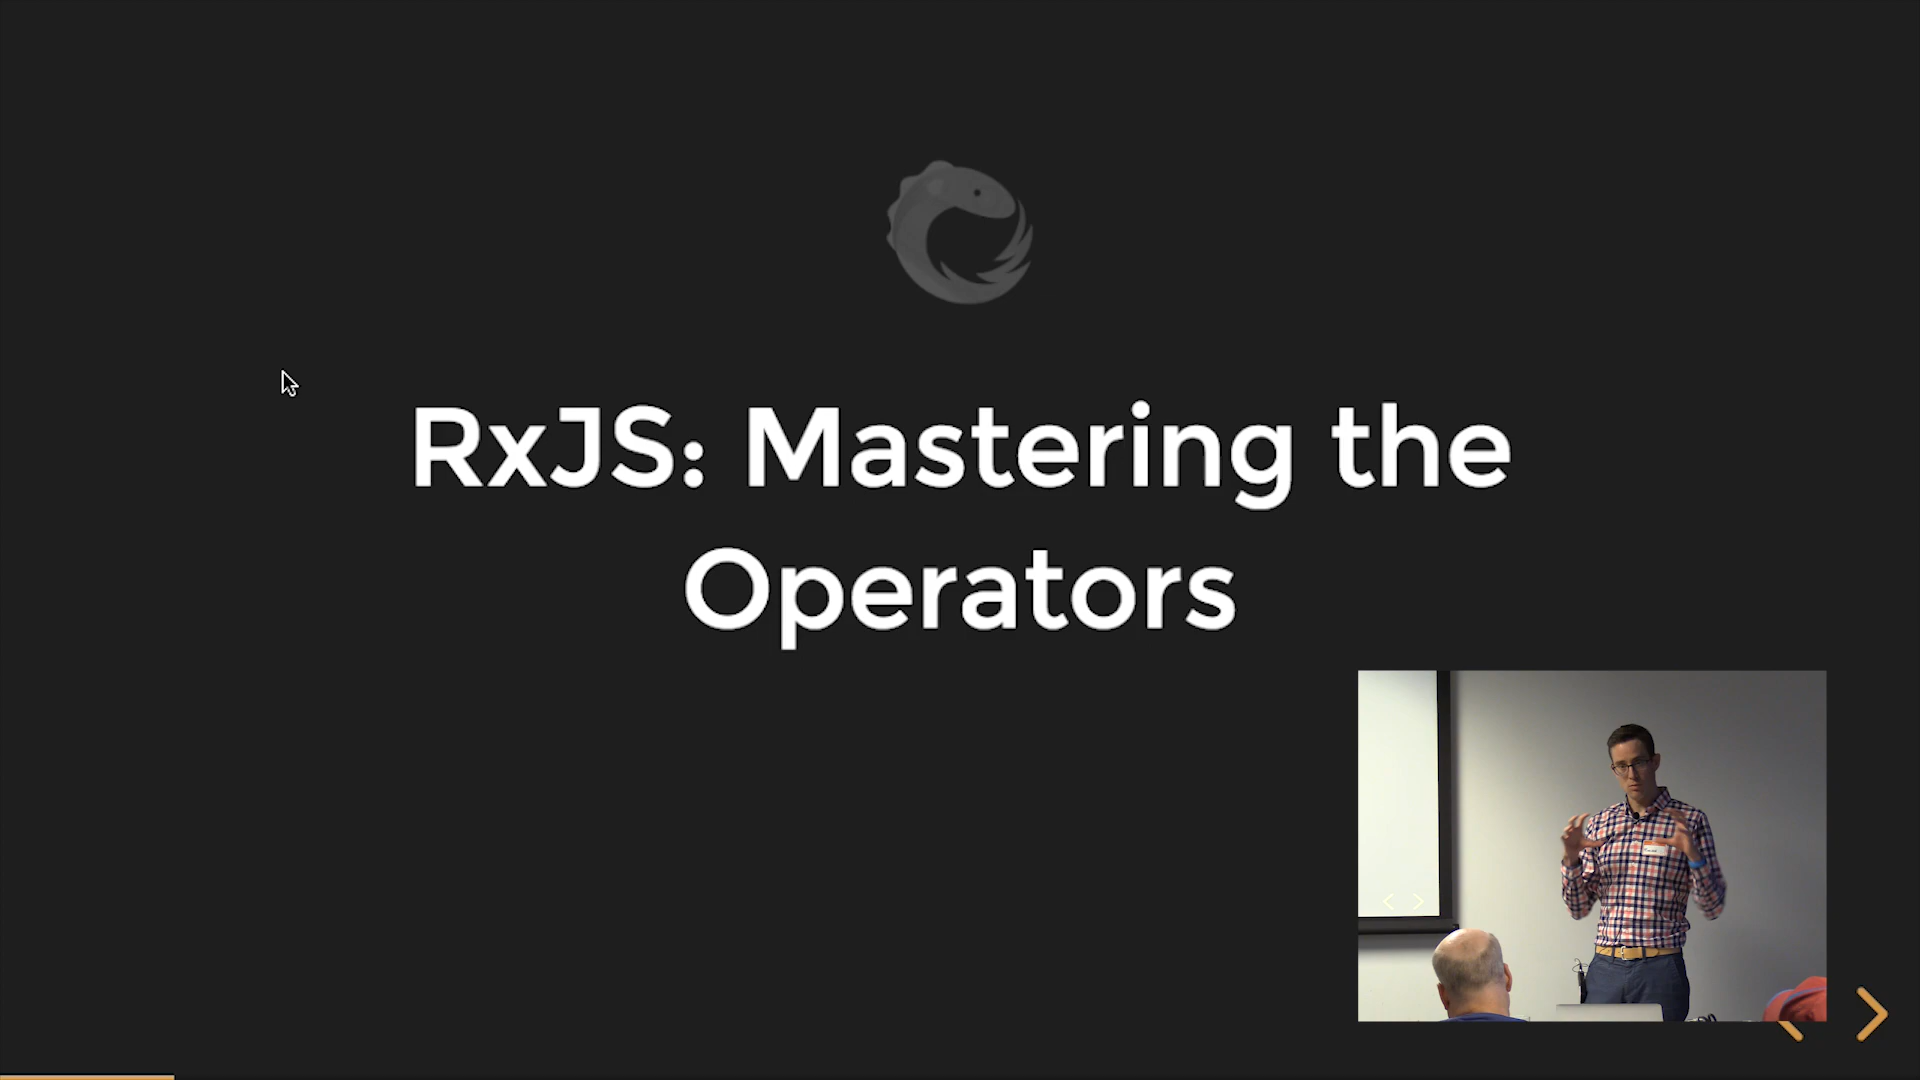 RxJS: Mastering the
Operators